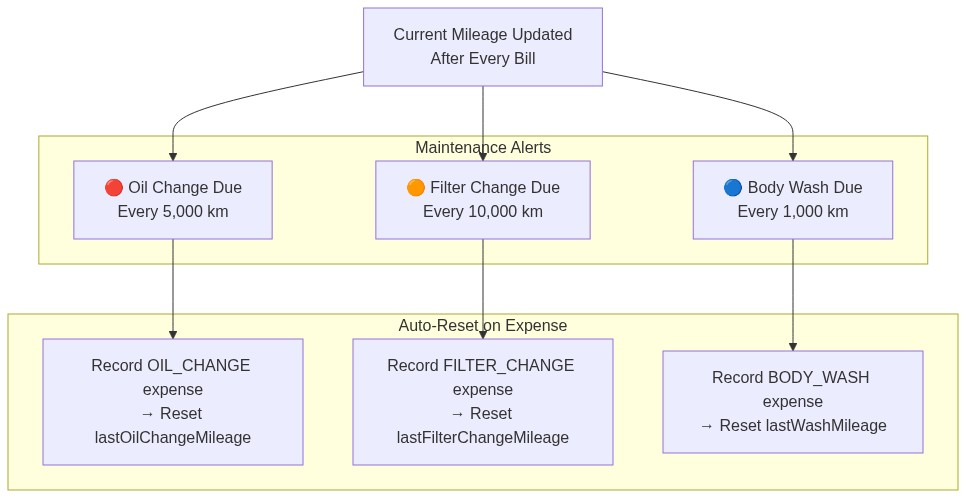 Current Mileage Updated
After Every Bill
Maintenance Alerts
🔴 Oil Change Due
Every 5,000 km
🟠 Filter Change Due
Every 10,000 km
🔵 Body Wash Due
Every 1,000 km
Auto-Reset on Expense
Record OIL_CHANGE
expense
→ Reset
lastOilChangeMileage
Record FILTER_CHANGE
expense
→ Reset
lastFilterChangeMileage
Record BODY_WASH
expense
→ Reset lastWashMileage